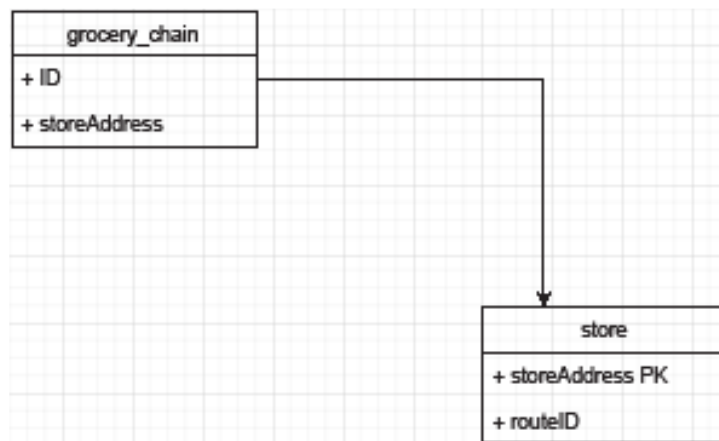 grocery_chain
+ ID
+ storeAddress
store
+ storeAddress PK
+ routeID